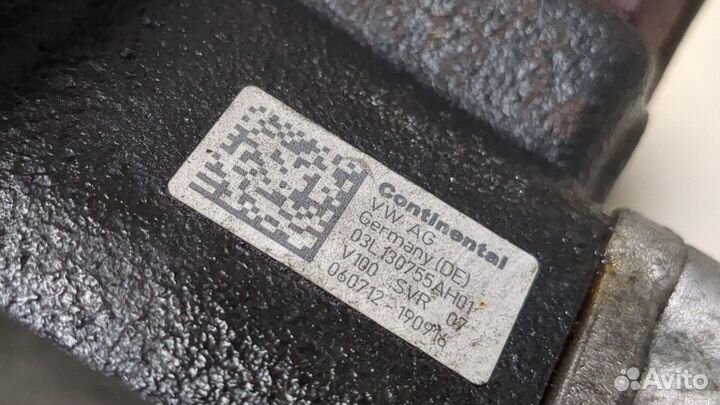 Continental
VW AG
Germany (DE)
03L130755AH01
V100 SVR 07
060712-190916
Avito